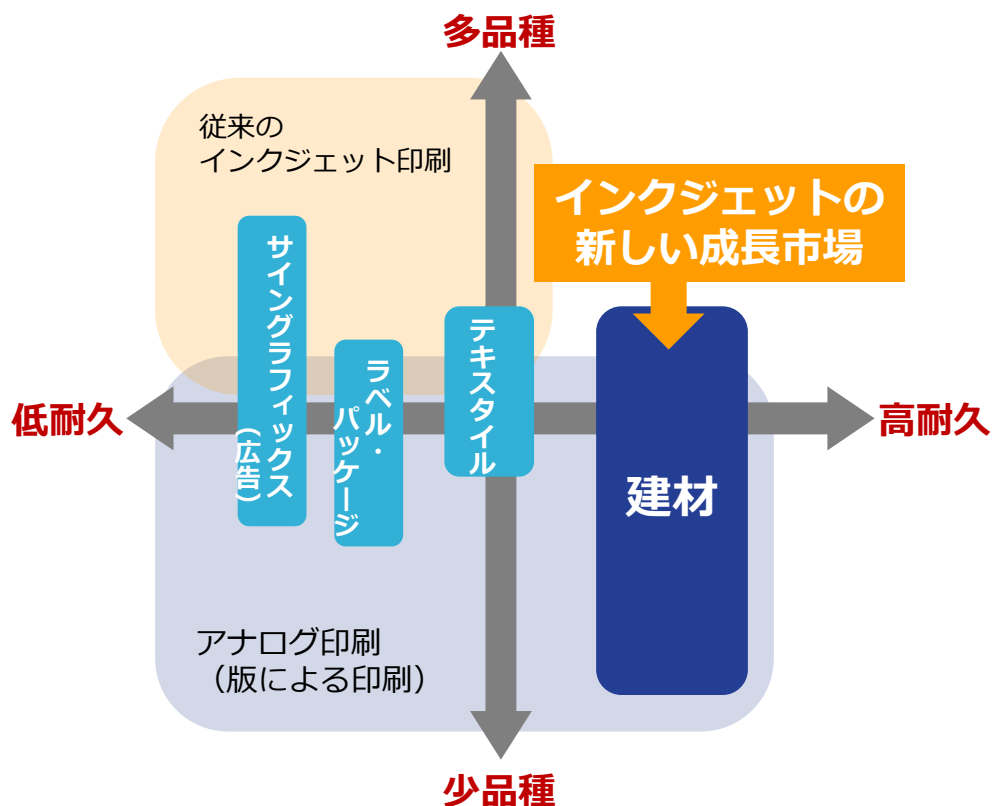 多品種
従来の
インクジェット印刷
インクジェットの
新しい成長市場
サイングラフィックス
(広告)
ラベル・
パッケージ
テキスタイル
低耐久
高耐久
建材
アナログ印刷
（版による印刷）
少品種